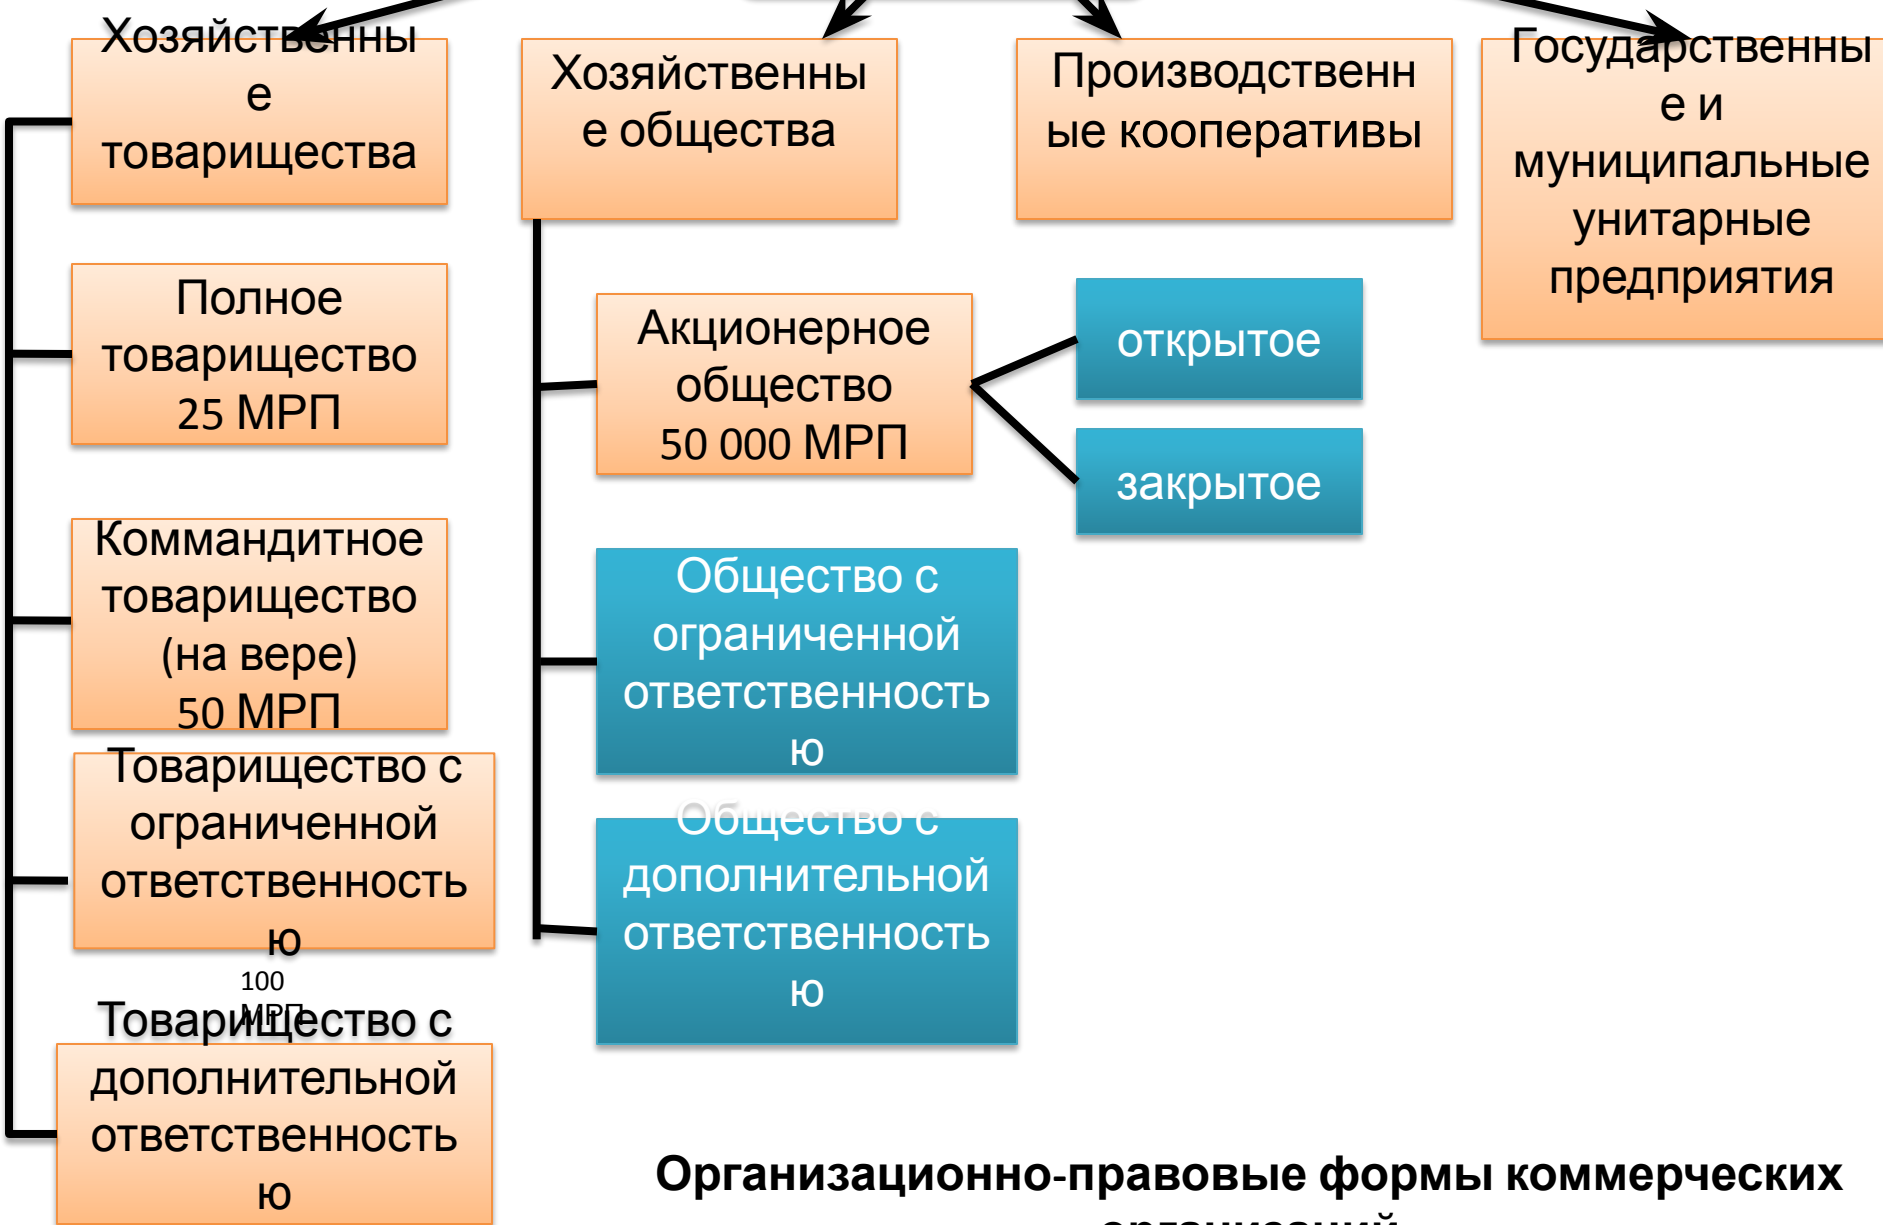 Хозяйственны
е
товарищества
Хозяйственны
е общества
Производственн
ые кооперативы
Государственны
е и
муниципальные
унитарные
предприятия
Полное
товарищество
25 МРП
Акционерное
общество
50 000 МРП
открытое
закрытое
Коммандитное
товарищество
(на вере)
50 МРП
Общество с
ограниченной
ответственность
ю
Товарищество с
ограниченной
ответственность
ю
100
МРП
Общество с
дополнительной
ответственность
ю
Товарищество с
дополнительной
ответственность
ю
Организационно-правовые формы коммерческих
организаций